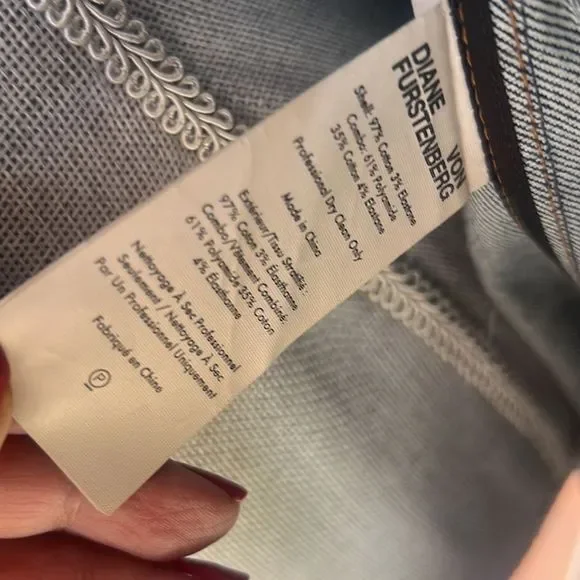 DIANE VON
FURSTENBERG
Shell: 97% Cotton 3% Elastane
Combo: 61% Polyamide
35% Cotton 4% Elastane
Professional Dry Clean Only
Made in China
Extérieur/Tissu Stratifié :
97% Coton 3% Élasthanne
Combo/Vêtement Combiné:
61% Polyamide 35% Coton
4% Élasthanne
Nettoyage À Sec Professionnel
Seulement / Nettoyage À Sec
Par Un Professionnel Uniquement
Fabriqué en Chine
P